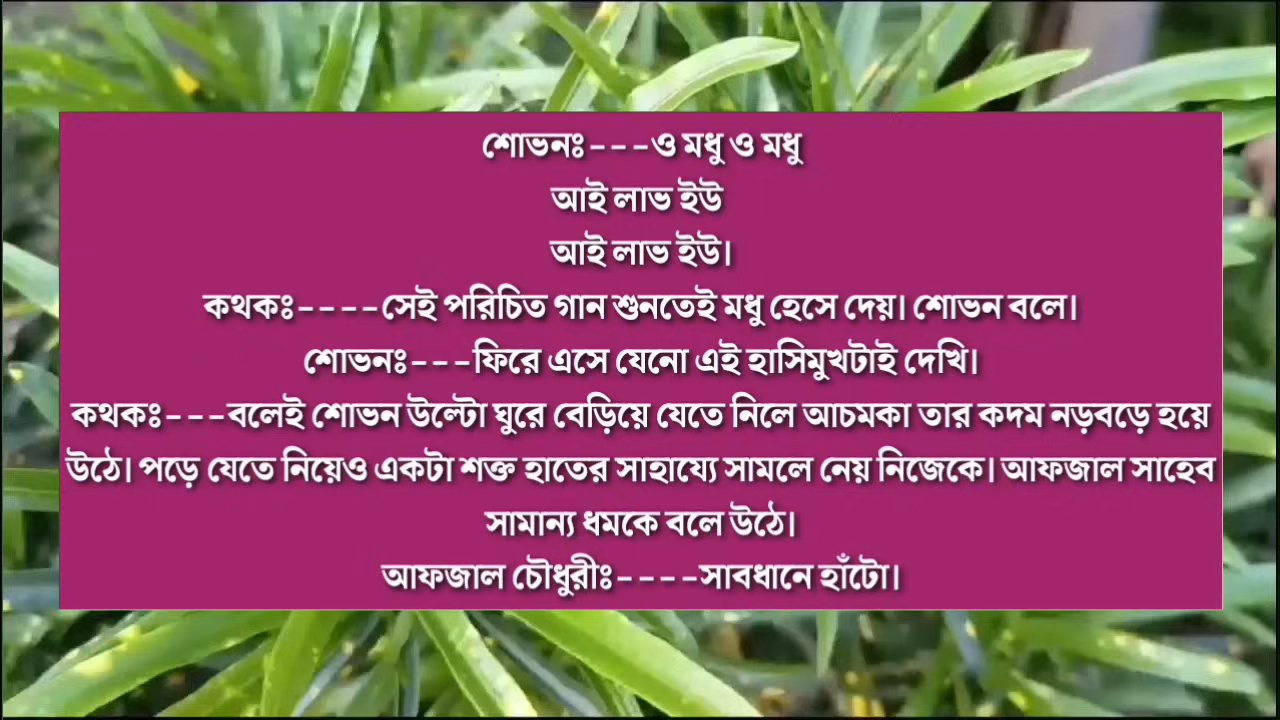 শোভনঃ---ও মধু ও মধু
আই লাভ ইউ
আই লাভ ইউ।
কথকঃ----সেই পরিচিত গান শুনতেই মধু হেসে দেয়। শোভন বলে।
শোভনঃ---ফিরে এসে যেনো এই হাসিমুখটাই দেখি।
কথকঃ---বলেই শোভন উল্টো ঘুরে বেড়িয়ে যেতে নিলে আচমকা তার কদম নড়বড়ে হয়ে
উঠে। পড়ে যেতে নিয়েও একটা শক্ত হাতের সাহায্যে সামলে নেয় নিজেকে। আফজাল সাহেব
সামান্য ধমকে বলে উঠে।
আফজাল চৌধুরীঃ----সাবধানে হাঁটো।